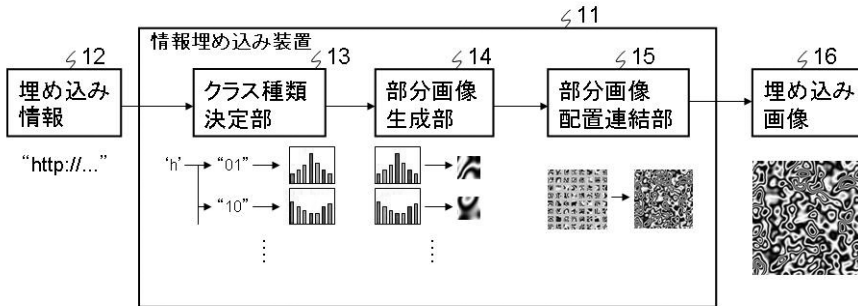 11
情報埋め込み装置
12
13
14
15
16
埋め込み
情報
クラス種類
決定部
部分画像
生成部
部分画像
配置連結部
埋め込み
画像
“http://...”
‘h’
“01”
“10”